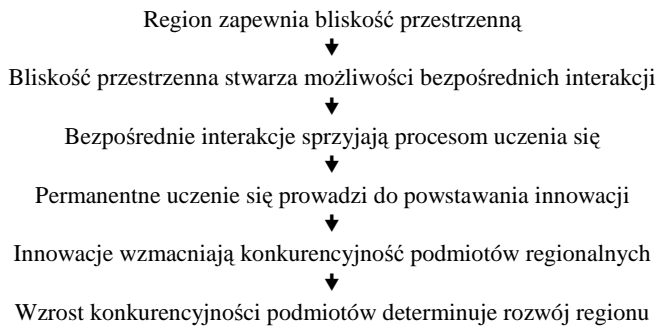 Region zapewnia bliskość przestrzenną
Bliskość przestrzenna stwarza możliwości bezpośrednich interakcji
Bezpośrednie interakcje sprzyjają procesom uczenia się
Permanentne uczenie się prowadzi do powstawania innowacji
Innowacje wzmacniają konkurencyjność podmiotów regionalnych
Wzrost konkurencyjności podmiotów determinuje rozwój regionu